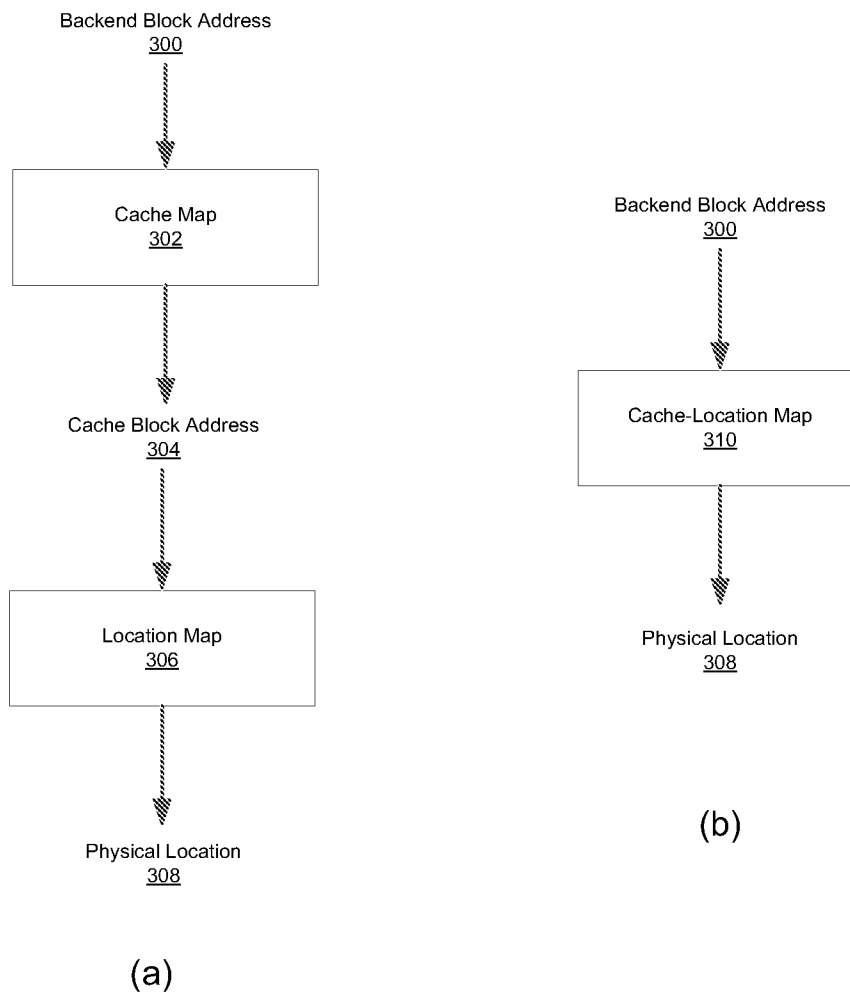 Backend Block Address
300
Cache Map
302
Cache Block Address
304
Location Map
306
Physical Location
308
(a)
Backend Block Address
300
Cache-Location Map
310
Physical Location
308
(b)